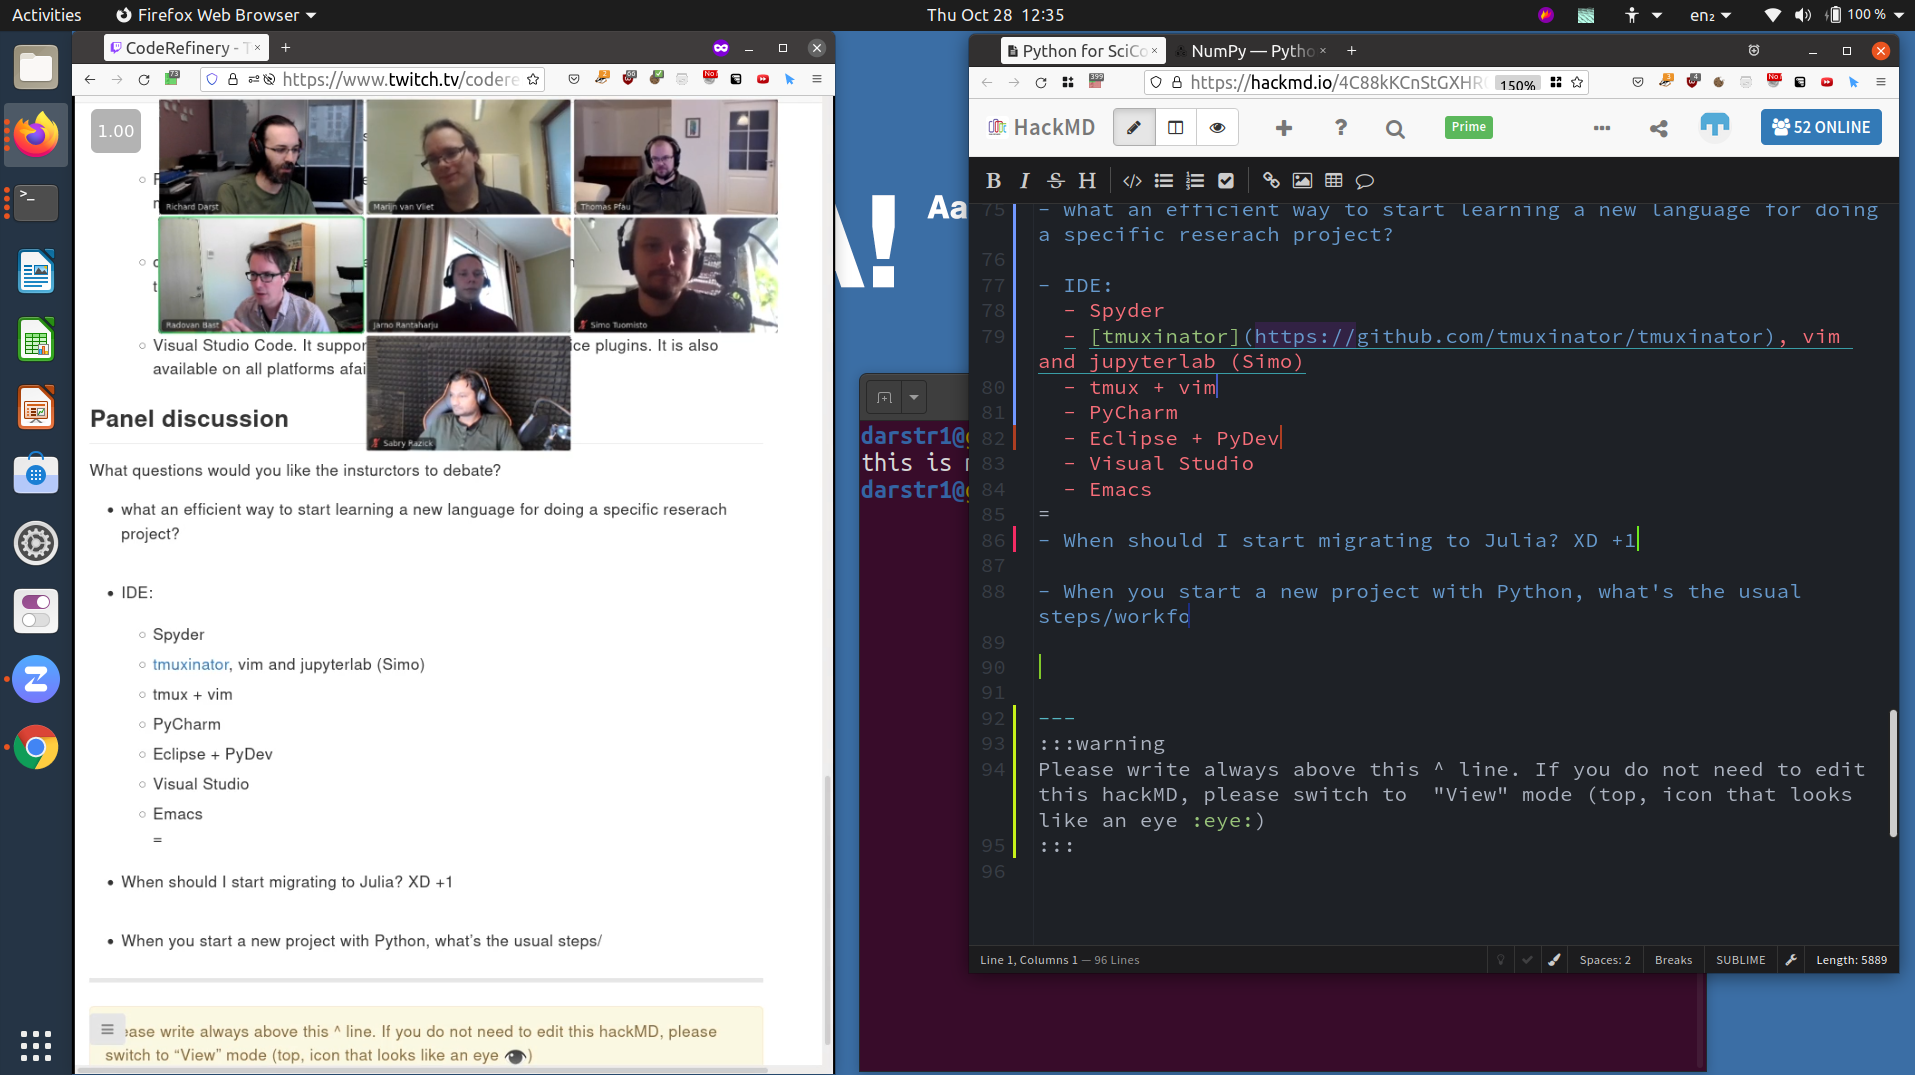 Activities
Firefox Web Browser
Thu Oct 28 12:35
en₂
100 %
CodeRefinery - T
https://www.twitch.tv/codere
1.00
Richard Darst
Marijn van Vliet
Thomas Pfau
Radovan Bast
Jarno Rantaharju
Simo Tuomisto
Sabry Razick
Visual Studio Code. It suppor
ice plugins. It is also
available on all platforms afai
Panel discussion
What questions would you like the insturctors to debate?
• what an efficient way to start learning a new language for doing a specific reserach
project?
• IDE:
○ Spyder
○ tmuxinator, vim and jupyterlab (Simo)
○ tmux + vim
○ PyCharm
○ Eclipse + PyDev
○ Visual Studio
○ Emacs
=
• When should I start migrating to Julia? XD +1
• When you start a new project with Python, what's the usual steps/
ease write always above this ^ line. If you do not need to edit this hackMD, please
switch to “View” mode (top, icon that looks like an eye 👁)
A!
Aa
darstr1@
this is
darstr1@
Python for SciCo
NumPy — Pytho
https://hackmd.io/4C88kKCnStGXHR
150%
HackMD
Prime
52 ONLINE
B I S H
75 - what an efficient way to start learning a new language for doing
a specific reserach project?
76
77 - IDE:
78 - Spyder
79 - [tmuxinator](https://github.com/tmuxinator/tmuxinator), vim
and jupyterlab (Simo)
80 - tmux + vim
81 - PyCharm
82 - Eclipse + PyDev
83 - Visual Studio
84 - Emacs
85 =
86 - When should I start migrating to Julia? XD +1
87
88 - When you start a new project with Python, what's the usual
steps/workfo
89
90
91
92 ---
93 :::warning
94 Please write always above this ^ line. If you do not need to edit
this hackMD, please switch to  "View" mode (top, icon that looks
like an eye :eye:)
95 :::
96
Line 1, Columns 1 — 96 Lines
Spaces: 2
Breaks
SUBLIME
Length: 5889